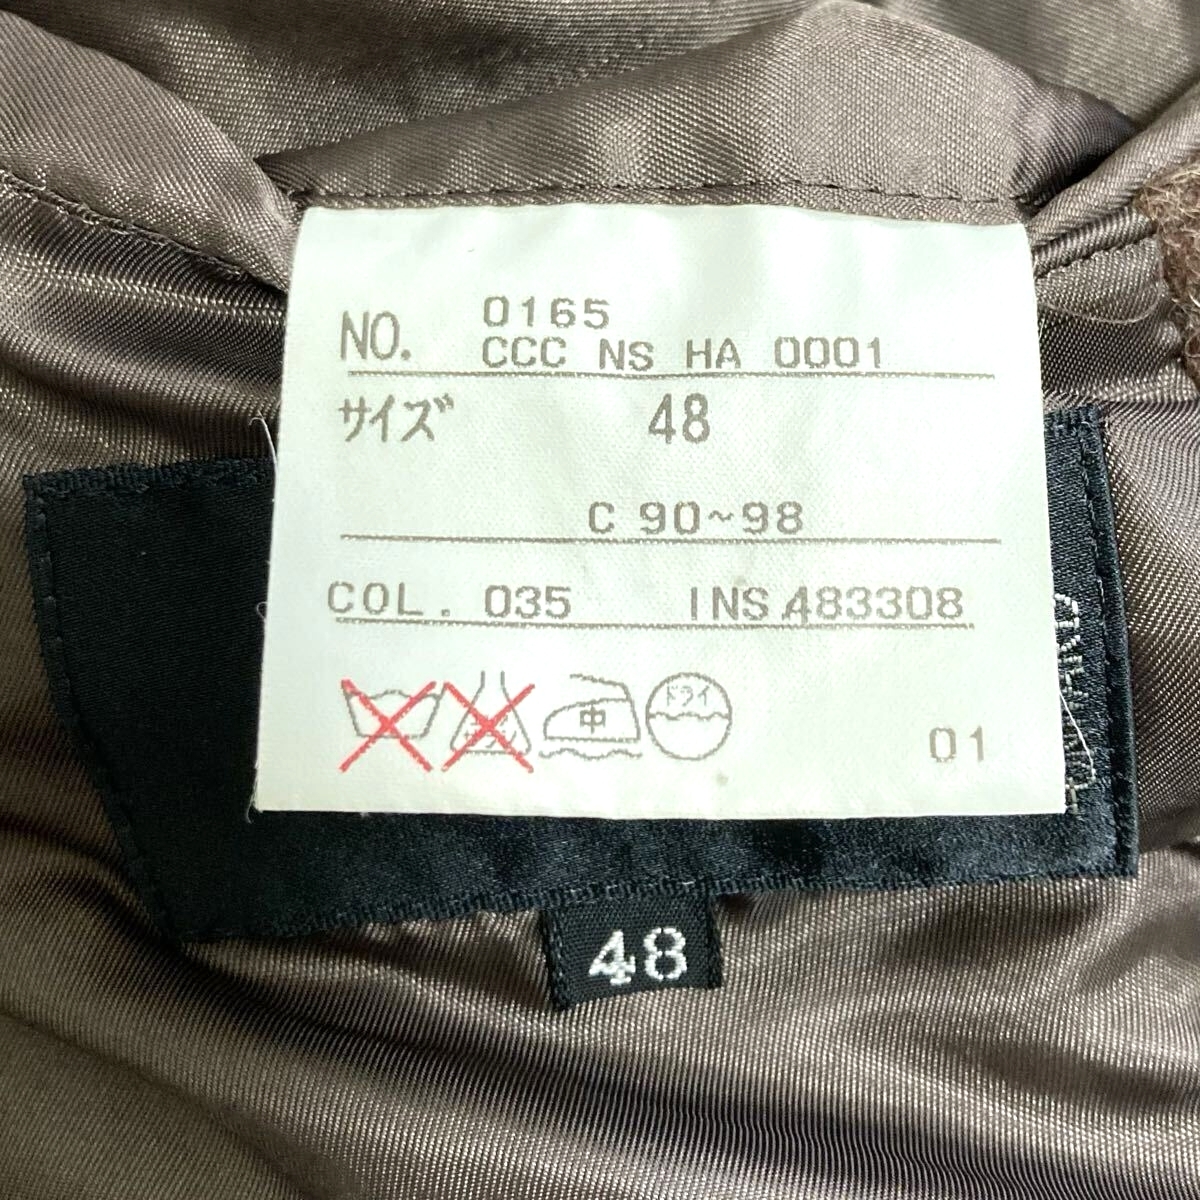 NO. 0165
CCC NS HA 0001
サイズ 48
C 90~98
COL. 035 INS.483308
中 ドライ
01
48